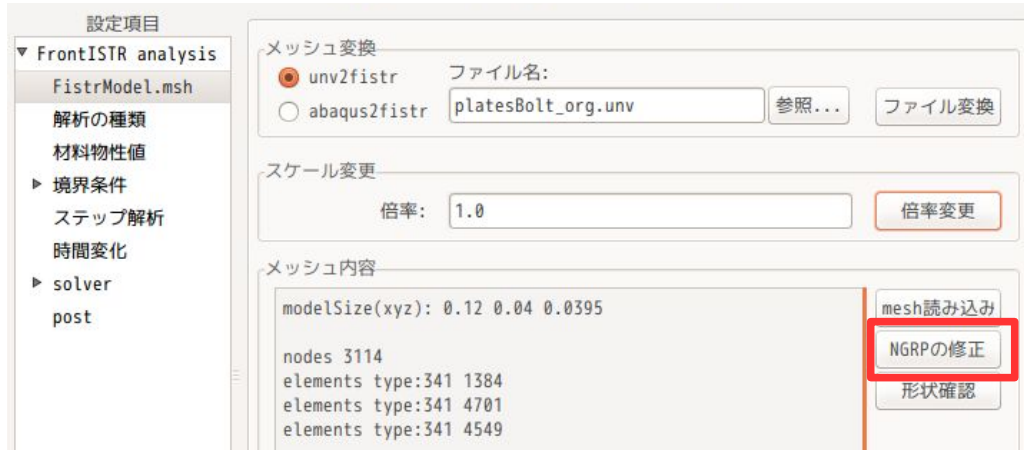 設定項目
FrontISTR analysis
FistrModel.msh
解析の種類
材料物性値
境界条件
ステップ解析
時間変化
solver
post
メッシュ変換
unv2fistr
abaqus2fistr
ファイル名:
platesBolt_org.unv
参照...
ファイル変換
スケール変更
倍率:
1.0
倍率変更
メッシュ内容
modelSize(xyz): 0.12 0.04 0.0395
nodes 3114
elements type:341 1384
elements type:341 4701
elements type:341 4549
mesh読み込み
NGRPの修正
形状確認